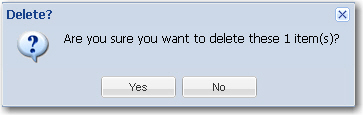 Delete?
Are you sure you want to delete these 1 item(s)?
Yes No